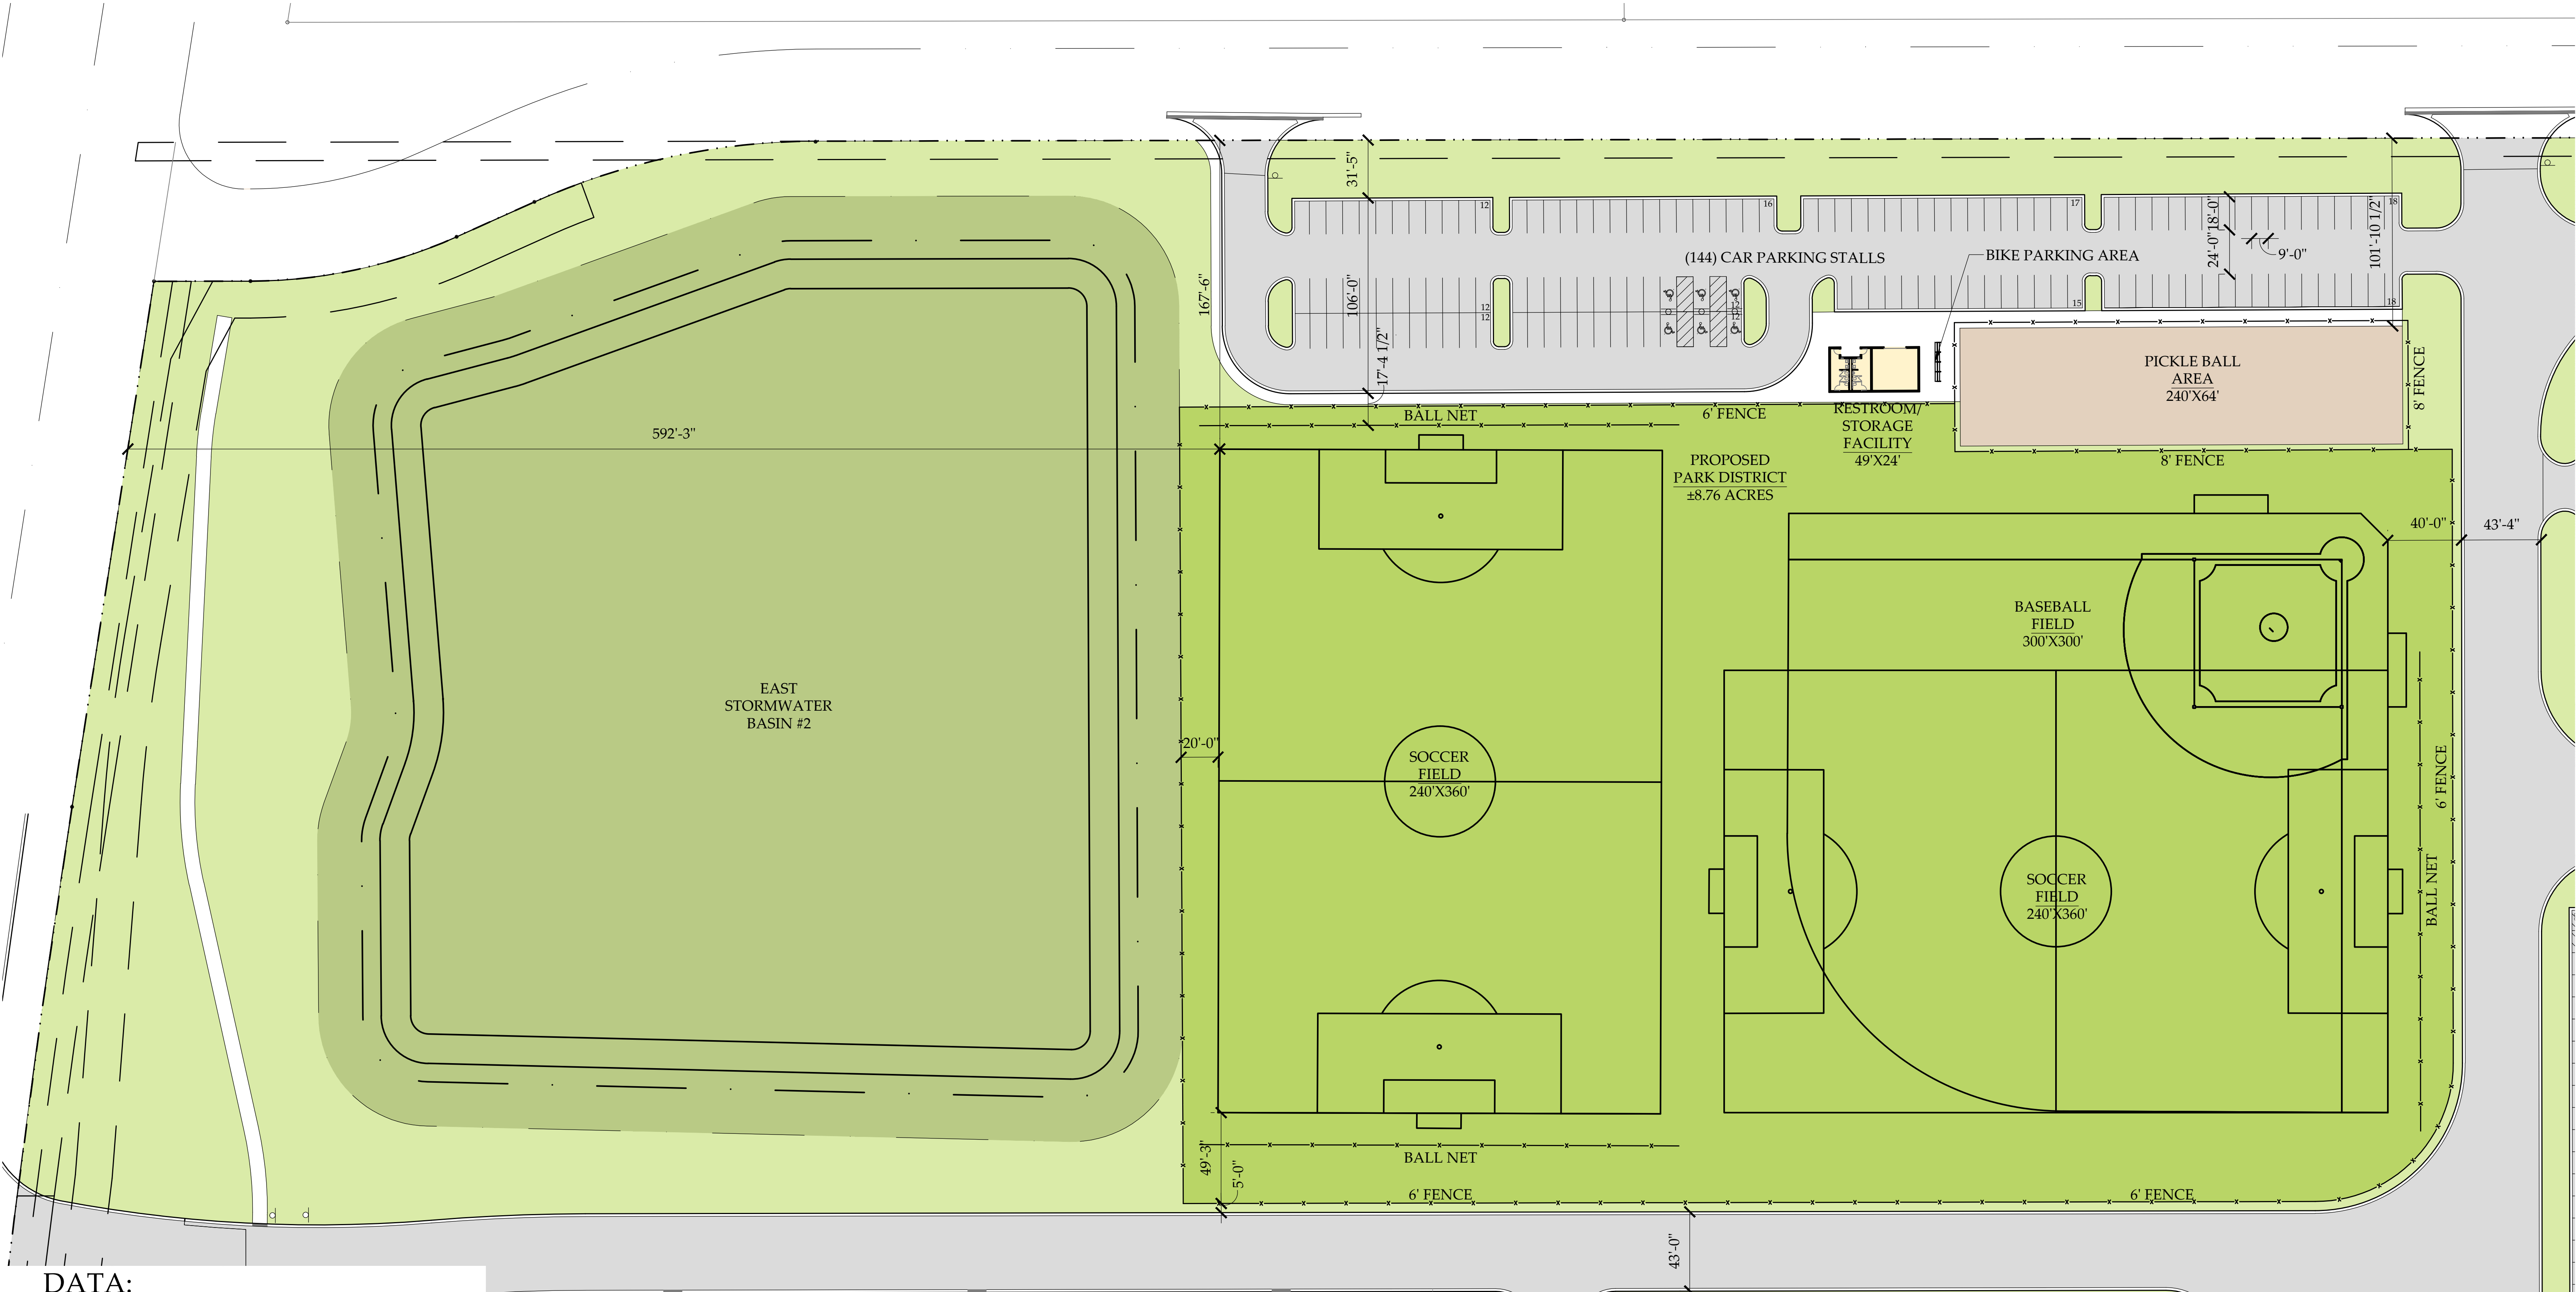 31'-5"
12
16
17
18
18'-0"
24'-0"
9'-0"
101'-10 1/2"
(144) CAR PARKING STALLS
BIKE PARKING AREA
167'-6"
106'-0"
12
12
12
12
15
18
17'-4 1/2"
PICKLE BALL
AREA
240'X64'
8' FENCE
BALL NET
6' FENCE
RESTROOM/
STORAGE
FACILITY
49'X24'
8' FENCE
592'-3"
PROPOSED
PARK DISTRICT
±8.76 ACRES
40'-0"
43'-4"
BASEBALL
FIELD
300'X300'
EAST
STORMWATER
BASIN #2
20'-0"
SOCCER
FIELD
240'X360'
6' FENCE
SOCCER
FIELD
240'X360'
BALL NET
49'-3"
5'-0"
BALL NET
6' FENCE
6' FENCE
43'-0"
DATA: